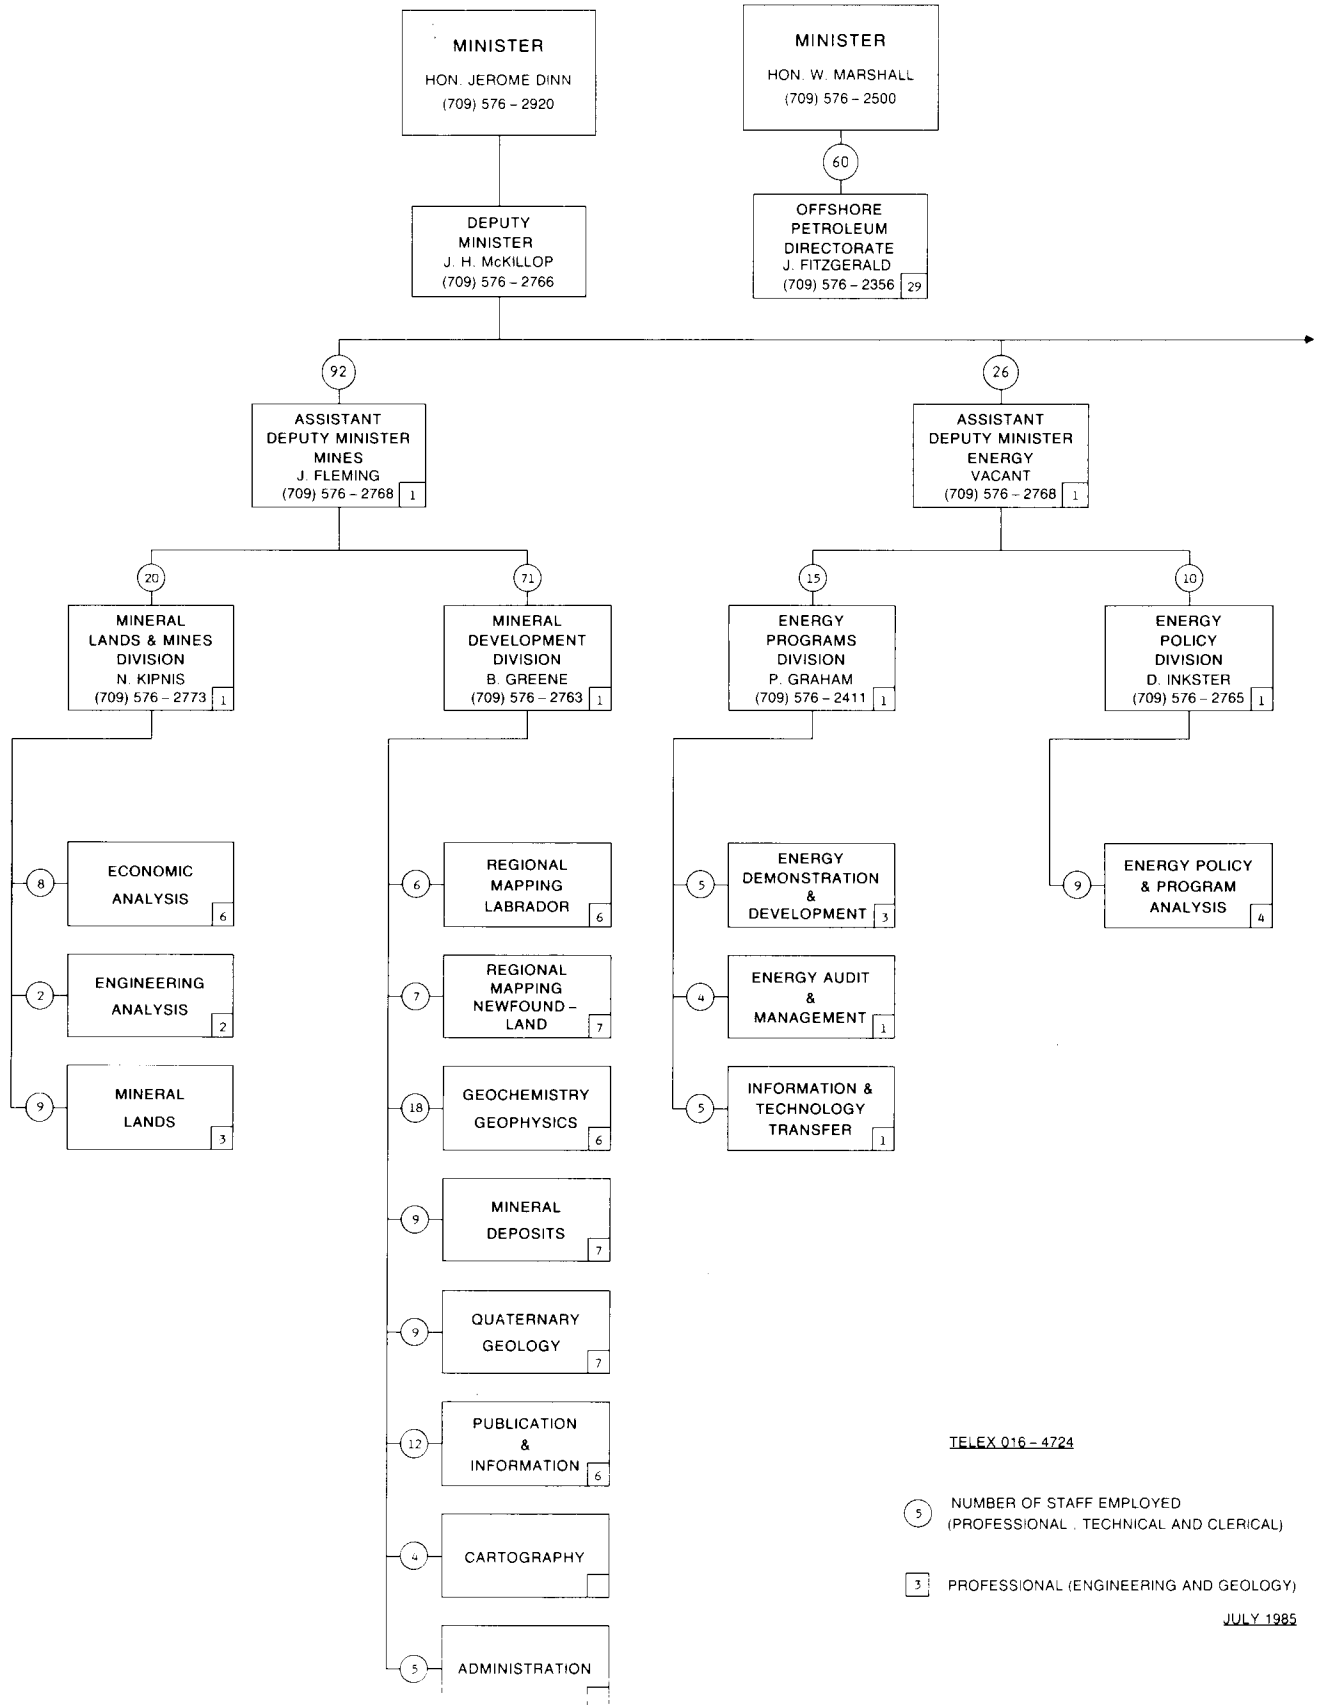 MINISTER
HON. JEROME DINN
(709) 576 – 2920
MINISTER
HON. W. MARSHALL
(709) 576 – 2500
60
DEPUTY
MINISTER
J. H. McKILLOP
(709) 576 – 2766
OFFSHORE
PETROLEUM
DIRECTORATE
J. FITZGERALD
(709) 576 – 2356 29
92
26
ASSISTANT
DEPUTY MINISTER
MINES
J. FLEMING
(709) 576 – 2768 1
ASSISTANT
DEPUTY MINISTER
ENERGY
VACANT
(709) 576 – 2768 1
20
71
15
10
MINERAL
LANDS & MINES
DIVISION
N. KIPNIS
(709) 576 – 2773 1
MINERAL
DEVELOPMENT
DIVISION
B. GREENE
(709) 576 – 2763 1
ENERGY
PROGRAMS
DIVISION
P. GRAHAM
(709) 576 – 2411 1
ENERGY
POLICY
DIVISION
D. INKSTER
(709) 576 – 2765 1
8
ECONOMIC
ANALYSIS
6
2
ENGINEERING
ANALYSIS
2
9
MINERAL
LANDS
3
6
REGIONAL
MAPPING
LABRADOR
6
7
REGIONAL
MAPPING
NEWFOUND –
LAND
7
18
GEOCHEMISTRY
GEOPHYSICS
6
9
MINERAL
DEPOSITS
7
9
QUATERNARY
GEOLOGY
7
12
PUBLICATION
&
INFORMATION
6
4
CARTOGRAPHY
5
ADMINISTRATION
5
ENERGY
DEMONSTRATION
&
DEVELOPMENT
3
4
ENERGY AUDIT
&
MANAGEMENT
1
5
INFORMATION &
TECHNOLOGY
TRANSFER
1
9
ENERGY POLICY
& PROGRAM
ANALYSIS
4
TELEX 016 – 4724
5
NUMBER OF STAFF EMPLOYED
(PROFESSIONAL , TECHNICAL AND CLERICAL)
3
PROFESSIONAL (ENGINEERING AND GEOLOGY)
JULY 1985